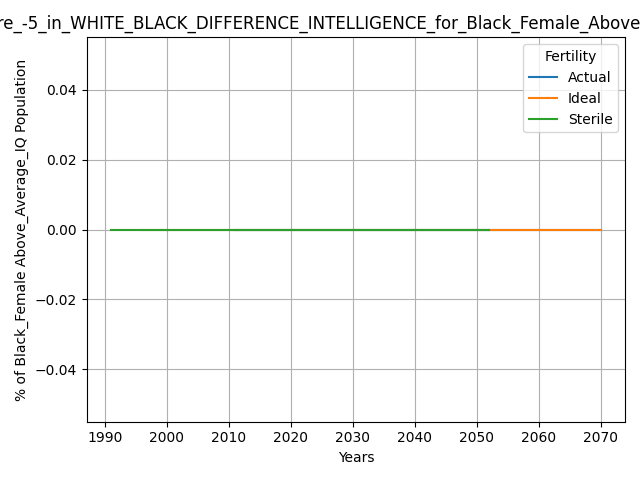 re_-5_in_WHITE_BLACK_DIFFERENCE_INTELLIGENCE_for_Black_Female_Above
Fertility
Actual
Ideal
Sterile
% of Black_Female Above_Average_IQ Population
0.04
0.02
0.00
−0.02
−0.04
1990 2000 2010 2020 2030 2040 2050 2060 2070
Years